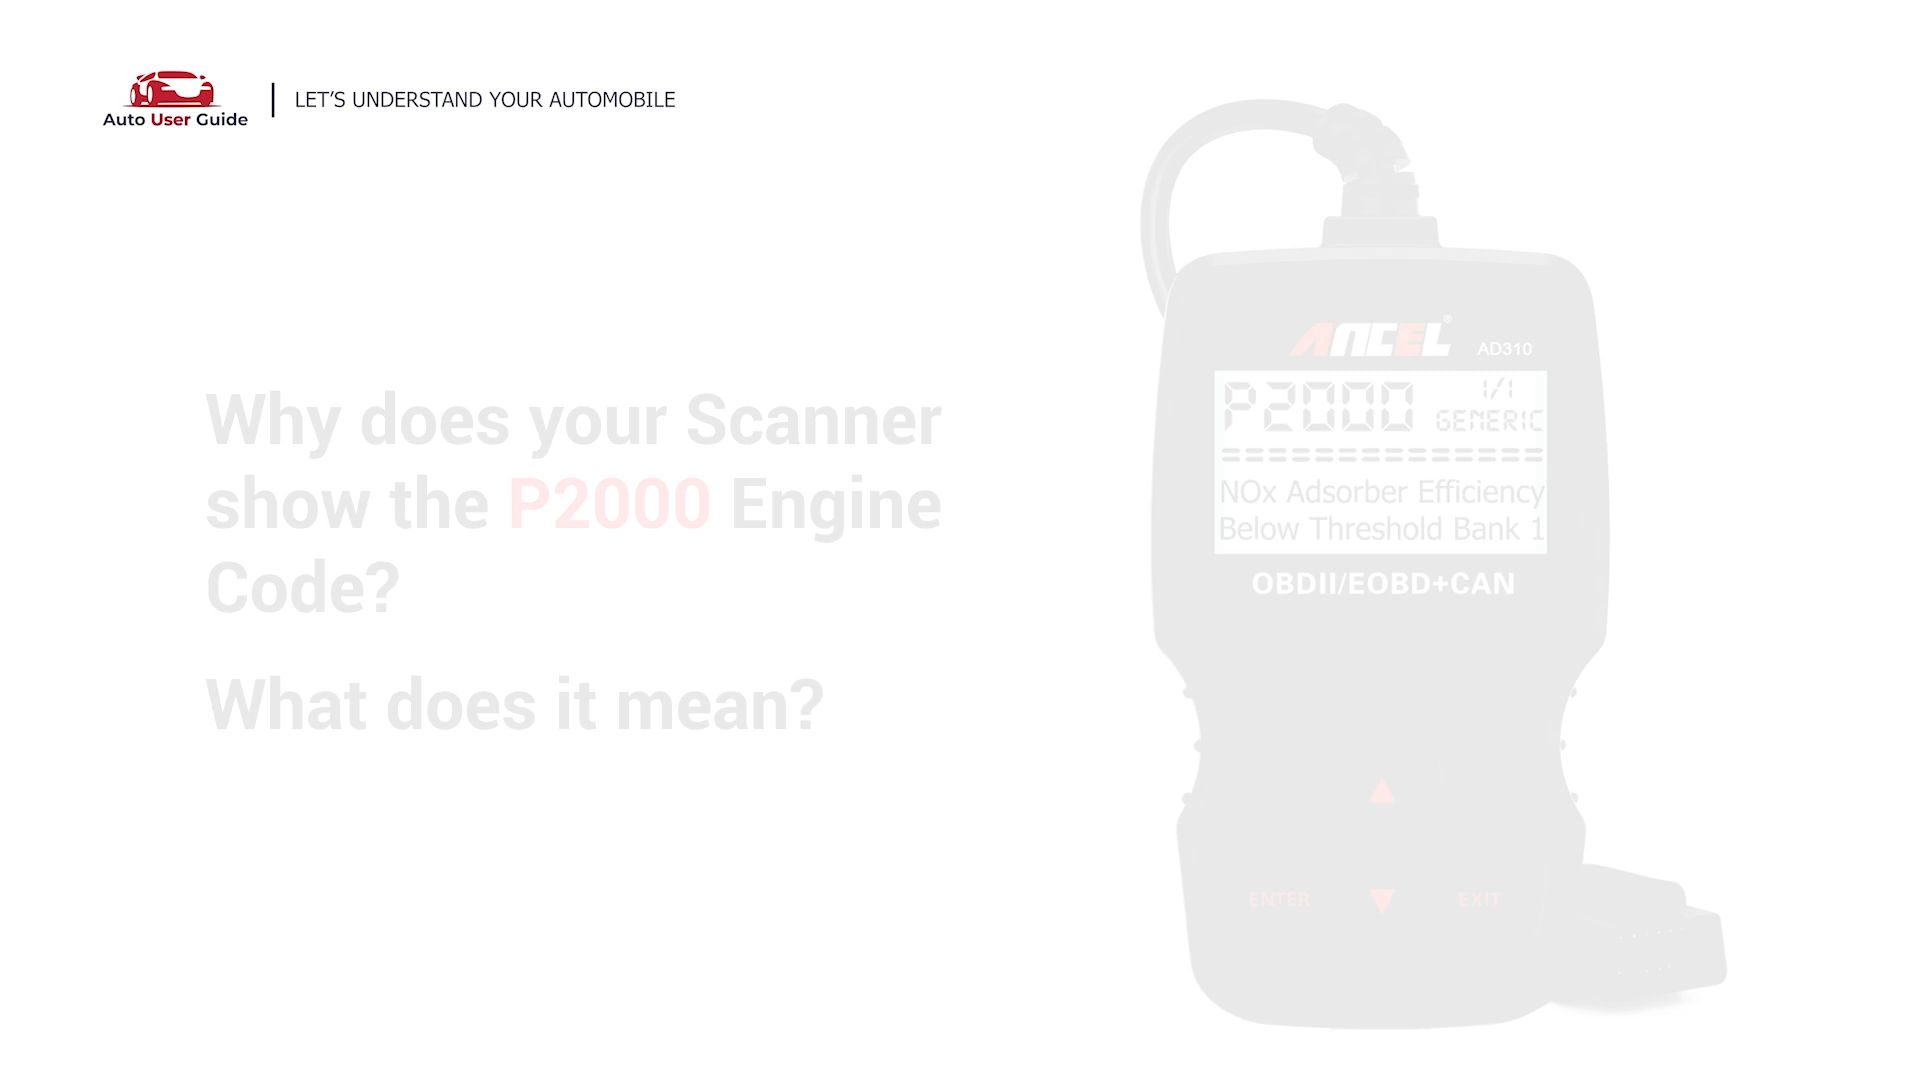 Auto User Guide
LET'S UNDERSTAND YOUR AUTOMOBILE
Why does your Scanner
show the P2000 Engine
Code?
What does it mean?
ANCEL®
AD310
P2000
1/1
GENERIC
NOx Adsorber Efficiency
Below Threshold Bank 1
OBDII/EOBD+CAN
ENTER
EXIT